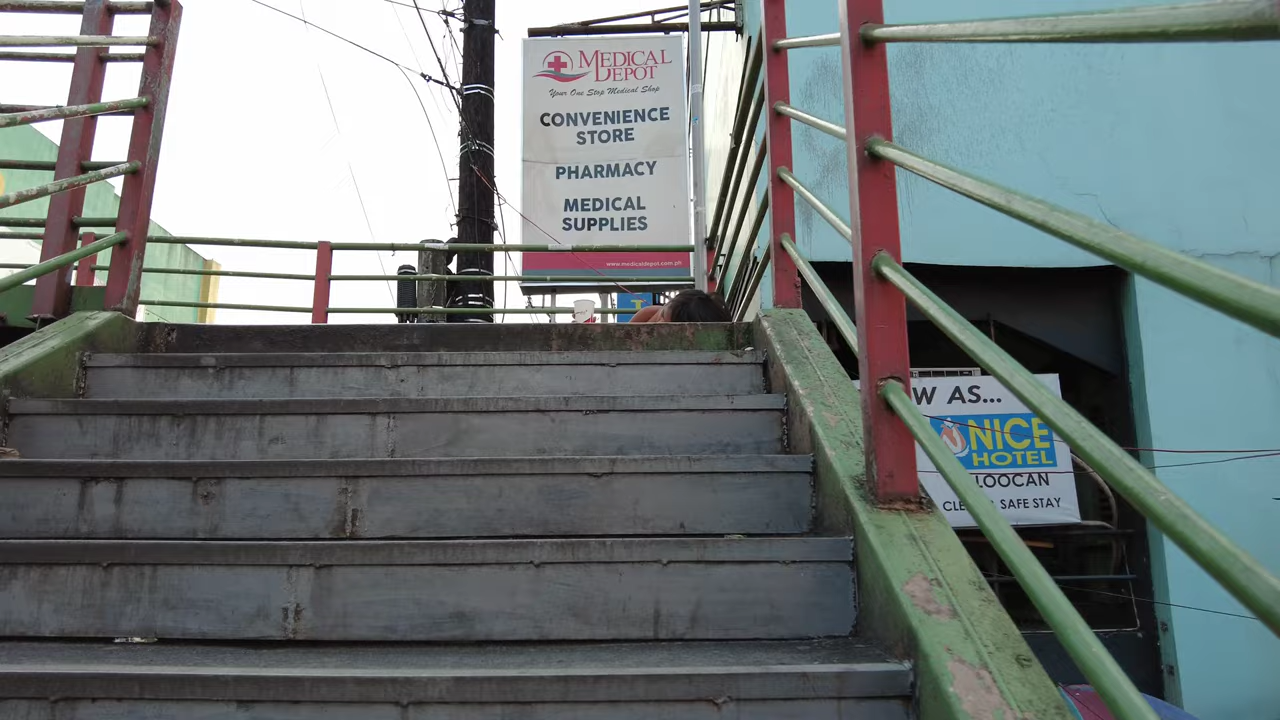 MEDICAL
DEPOT
Your One Stop Medical Shop
CONVENIENCE
STORE
PHARMACY
MEDICAL
SUPPLIES
www.medicaldepot.com.ph
W AS...
NICE
HOTEL
LOOCAN
SAFE STAY